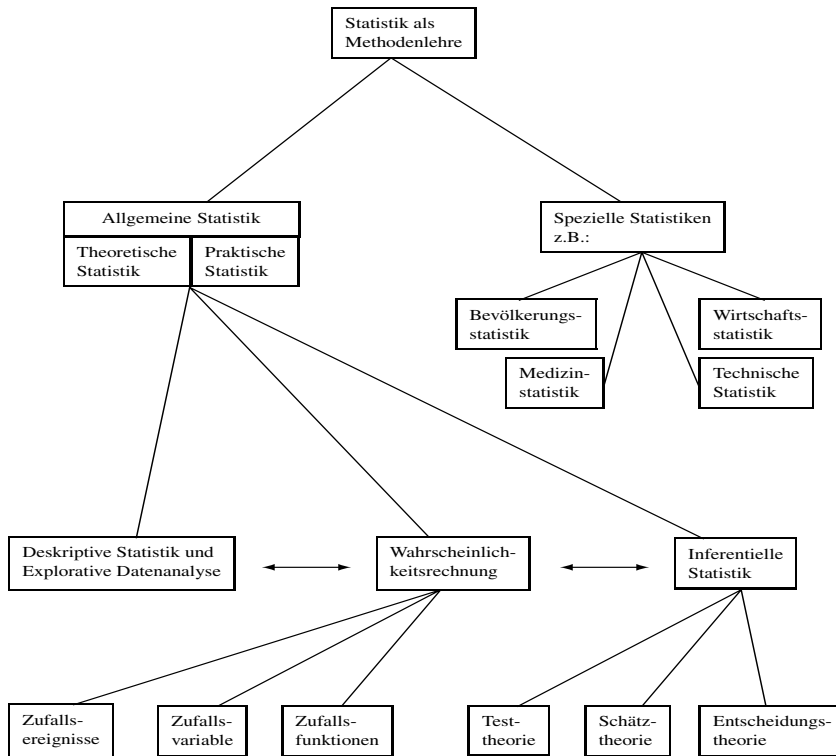 Statistik als
Methodenlehre
Allgemeine Statistik
Theoretische
Statistik
Praktische
Statistik
Spezielle Statistiken
z.B.:
Bevölkerungs-
statistik
Wirtschafts-
statistik
Medizin-
statistik
Technische
Statistik
Deskriptive Statistik und
Explorative Datenanalyse
Wahrscheinlich-
keitsrechnung
Inferentielle
Statistik
Zufalls-
ereignisse
Zufalls-
variable
Zufalls-
funktionen
Test-
theorie
Schätz-
theorie
Entscheidungs-
theorie